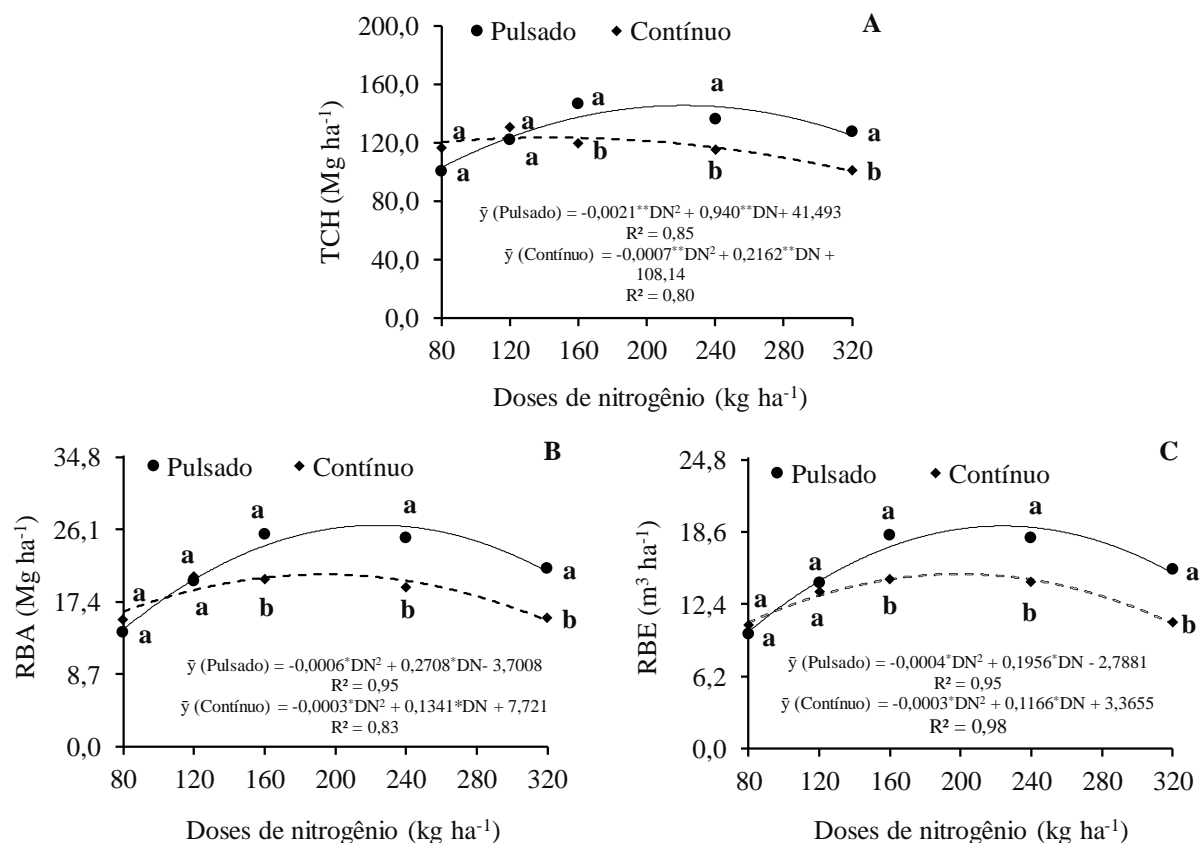 A
● Pulsado ♦ Contínuo
TCH (Mg ha⁻¹)
200,0
160,0
120,0
80,0
40,0
0,0
a a a a a
a a b b b
ȳ (Pulsado) = -0,0021**DN² + 0,940**DN+ 41,493
R² = 0,85
ȳ (Contínuo) = -0,0007**DN² + 0,2162**DN +
108,14
R² = 0,80
80 120 160 200 240 280 320
Doses de nitrogênio (kg ha⁻¹)
B
● Pulsado ♦ Contínuo
RBA (Mg ha⁻¹)
34,8
26,1
17,4
8,7
0,0
a a a a a
a a b b b
ȳ (Pulsado) = -0,0006*DN² + 0,2708*DN- 3,7008
R² = 0,95
ȳ (Contínuo) = -0,0003*DN² + 0,1341*DN + 7,721
R² = 0,83
80 120 160 200 240 280 320
Doses de nitrogênio (kg ha⁻¹)
C
● Pulsado ♦ Contínuo
RBE (m³ ha⁻¹)
24,8
18,6
12,4
6,2
0,0
a a a a a
a a b b b
ȳ (Pulsado) = -0,0004*DN² + 0,1956*DN - 2,7881
R² = 0,95
ȳ (Contínuo) = -0,0003*DN² + 0,1166*DN + 3,3655
R² = 0,98
80 120 160 200 240 280 320
Doses de nitrogênio (kg ha⁻¹)